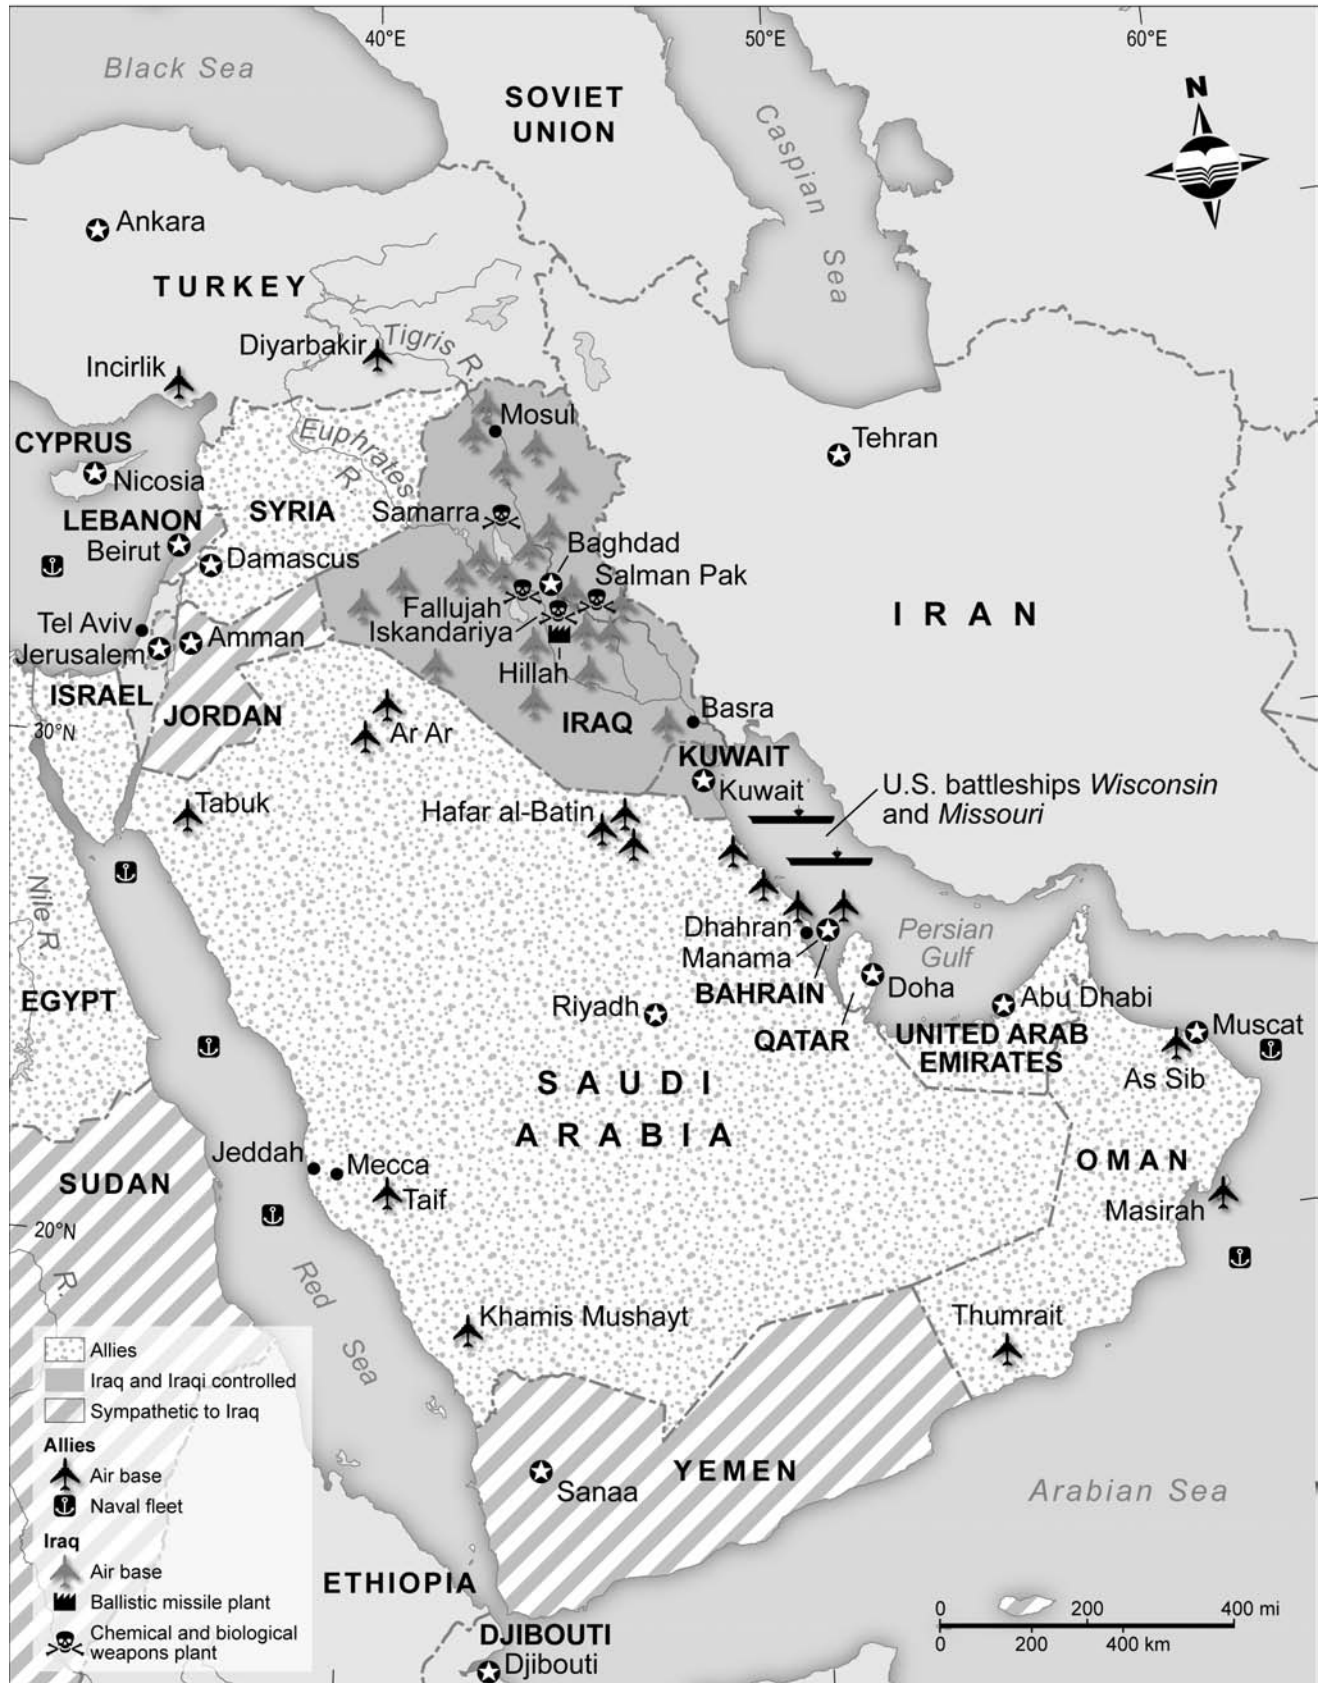 40°E
50°E
60°E
Black Sea
SOVIET
UNION
Caspian
Sea
N
Ankara
TURKEY
Diyarbakir
Tigris R.
Incirlik
Mosul
Tehran
CYPRUS
Nicosia
Euphrates
R.
SYRIA
Samarra
LEBANON
Beirut
Damascus
Baghdad
Salman Pak
Fallujah
Iskandariya
IRAN
Tel Aviv
Amman
Jerusalem
Hillah
ISRAEL
JORDAN
Ar Ar
IRAQ
Basra
30°N
KUWAIT
Kuwait
U.S. battleships Wisconsin
and Missouri
Tabuk
Hafar al-Batin
Nile R.
Dhahran
Manama
Persian
Gulf
BAHRAIN
Doha
EGYPT
Abu Dhabi
Riyadh
QATAR
UNITED ARAB
EMIRATES
Muscat
As Sib
SAUDI
ARABIA
Jeddah
Mecca
Taif
OMAN
SUDAN
Masirah
20°N
R.
Red
Sea
Khamis Mushayt
Thumrait
YEMEN
Sanaa
Arabian Sea
ETHIOPIA
DJIBOUTI
Djibouti
Allies
Iraq and Iraqi controlled
Sympathetic to Iraq
Allies
Air base
Naval fleet
Iraq
Air base
Ballistic missile plant
Chemical and biological
weapons plant
0 200 400 mi
0 200 400 km